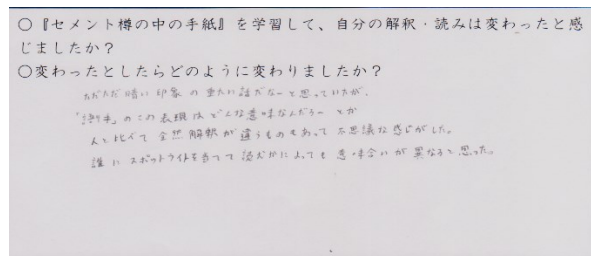 〇『セメント樽の中の手紙』を学習して、自分の解釈・読みは変わったと感
じましたか？
〇変わったとしたらどのように変わりましたか？
ただただ暗い印象の重たい話だなーと思っていたが、
のこの表現はどんな意味なんだろー とか
人と比べて全然解釈が違うものもあって不思議な感じがした。
誰にスポットライトを当てて読むかによっても意味合いが異なると思った。